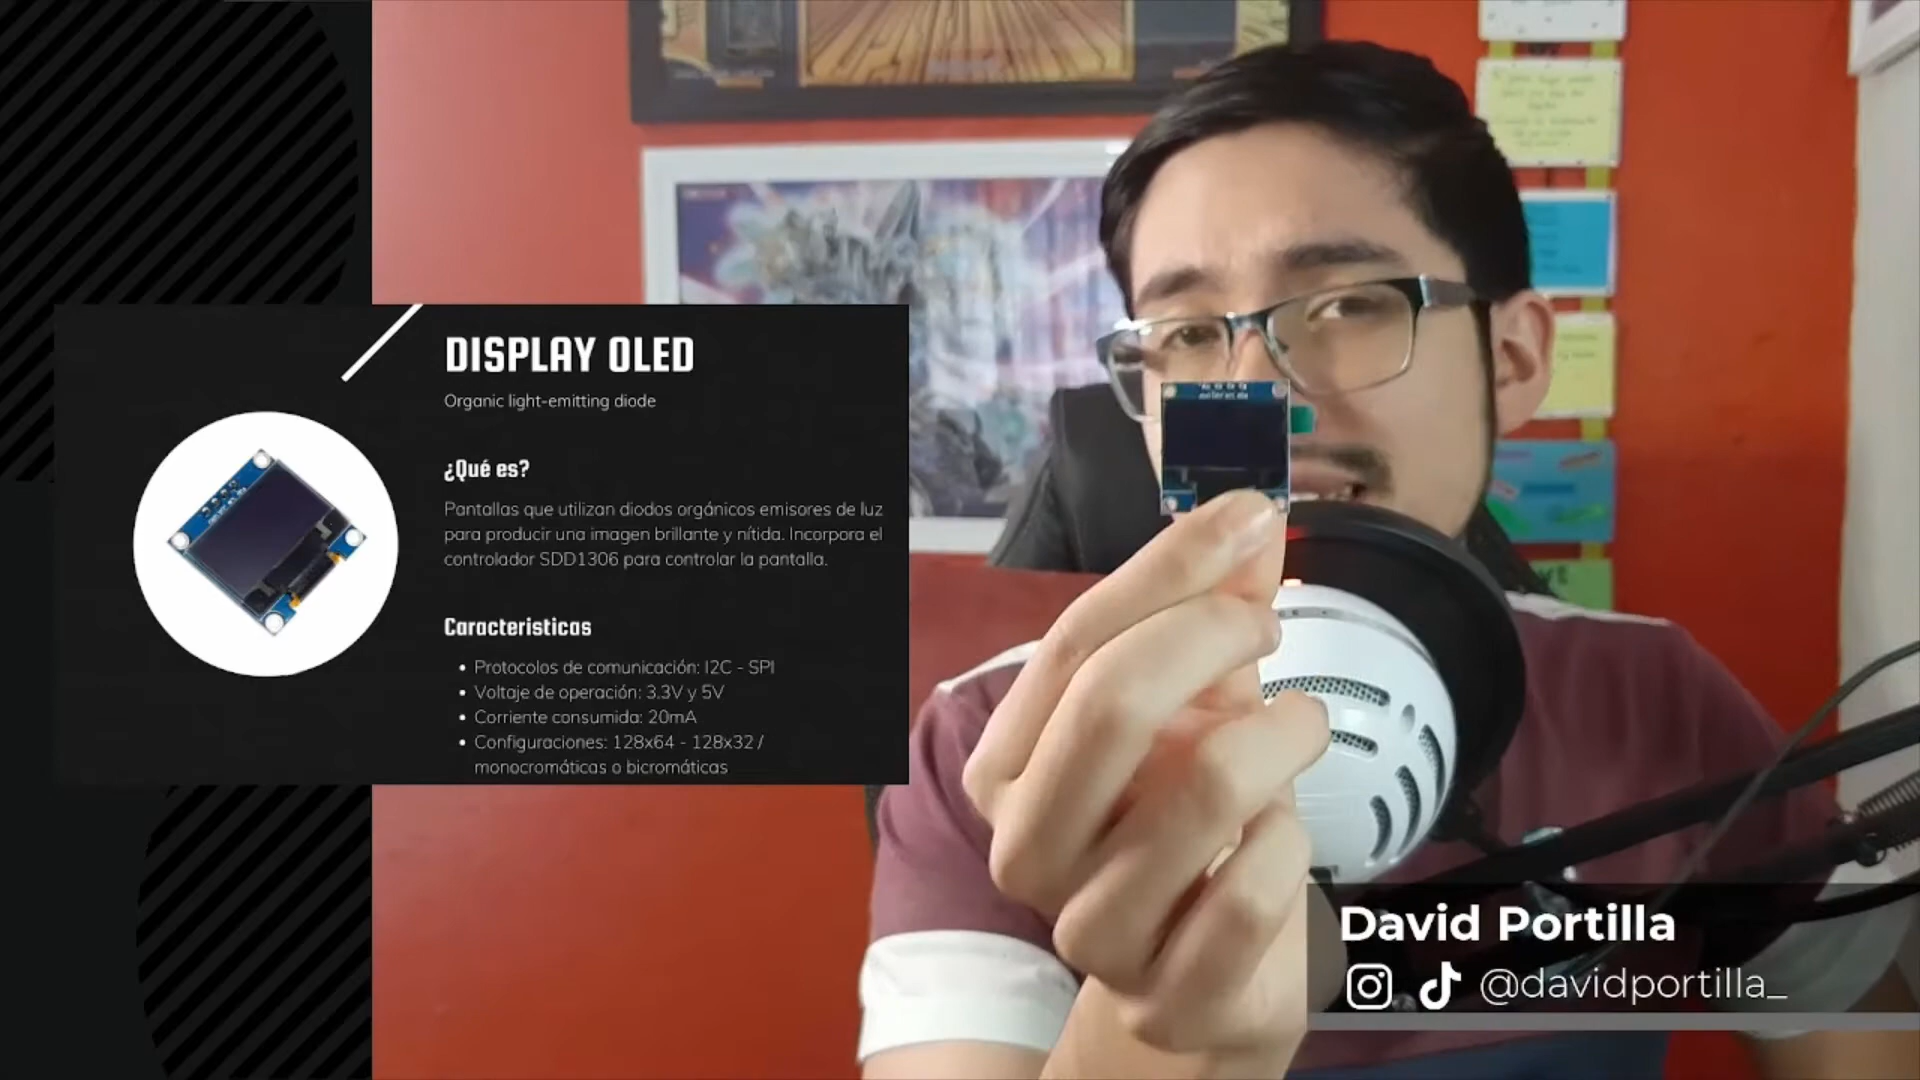 DISPLAY OLED
Organic light-emitting diode
¿Qué es?
Pantallas que utilizan diodos orgánicos emisores de luz
para producir una imagen brillante y nítida. Incorpora el
controlador SDD1306 para controlar la pantalla.
Caracteristicas
• Protocolos de comunicación: I2C - SPI
• Voltaje de operación: 3.3V y 5V
• Corriente consumida: 20mA
• Configuraciones: 128x64 - 128x32 /
monocromáticas o bicromáticas
David Portilla
@davidportilla_